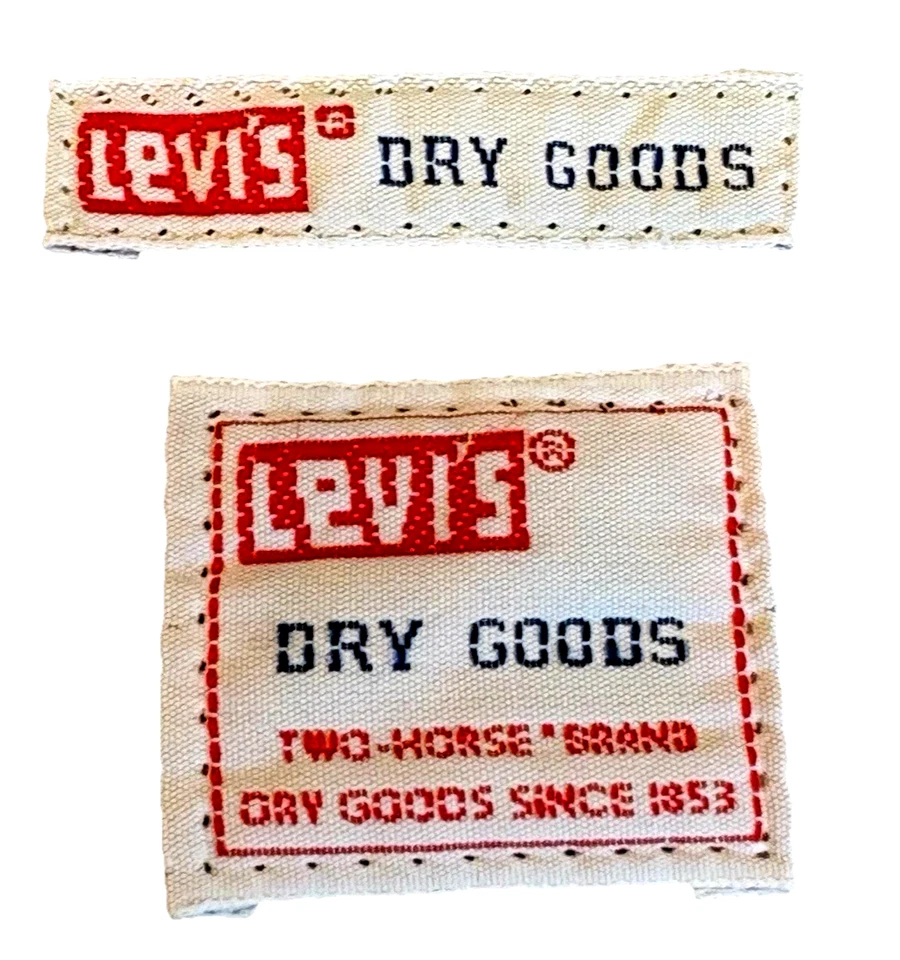 LEVI'S® DRY GOODS
LEVI'S®
DRY GOODS
TWO-HORSE "BRAND
DRY GOODS SINCE 1853